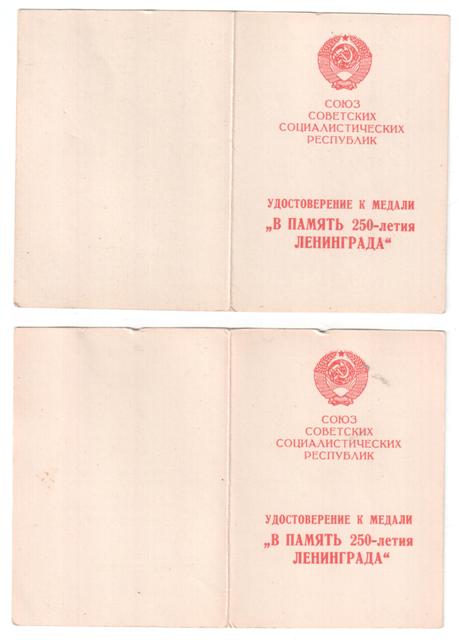 СОЮЗ
СОВЕТСКИХ
СОЦИАЛИСТИЧЕСКИХ
РЕСПУБЛИК
УДОСТОВЕРЕНИЕ К МЕДАЛИ
„В ПАМЯТЬ 250-летия
ЛЕНИНГРАДА“
СОЮЗ
СОВЕТСКИХ
СОЦИАЛИСТИЧЕСКИХ
РЕСПУБЛИК
УДОСТОВЕРЕНИЕ К МЕДАЛИ
„В ПАМЯТЬ 250-летия
ЛЕНИНГРАДА“